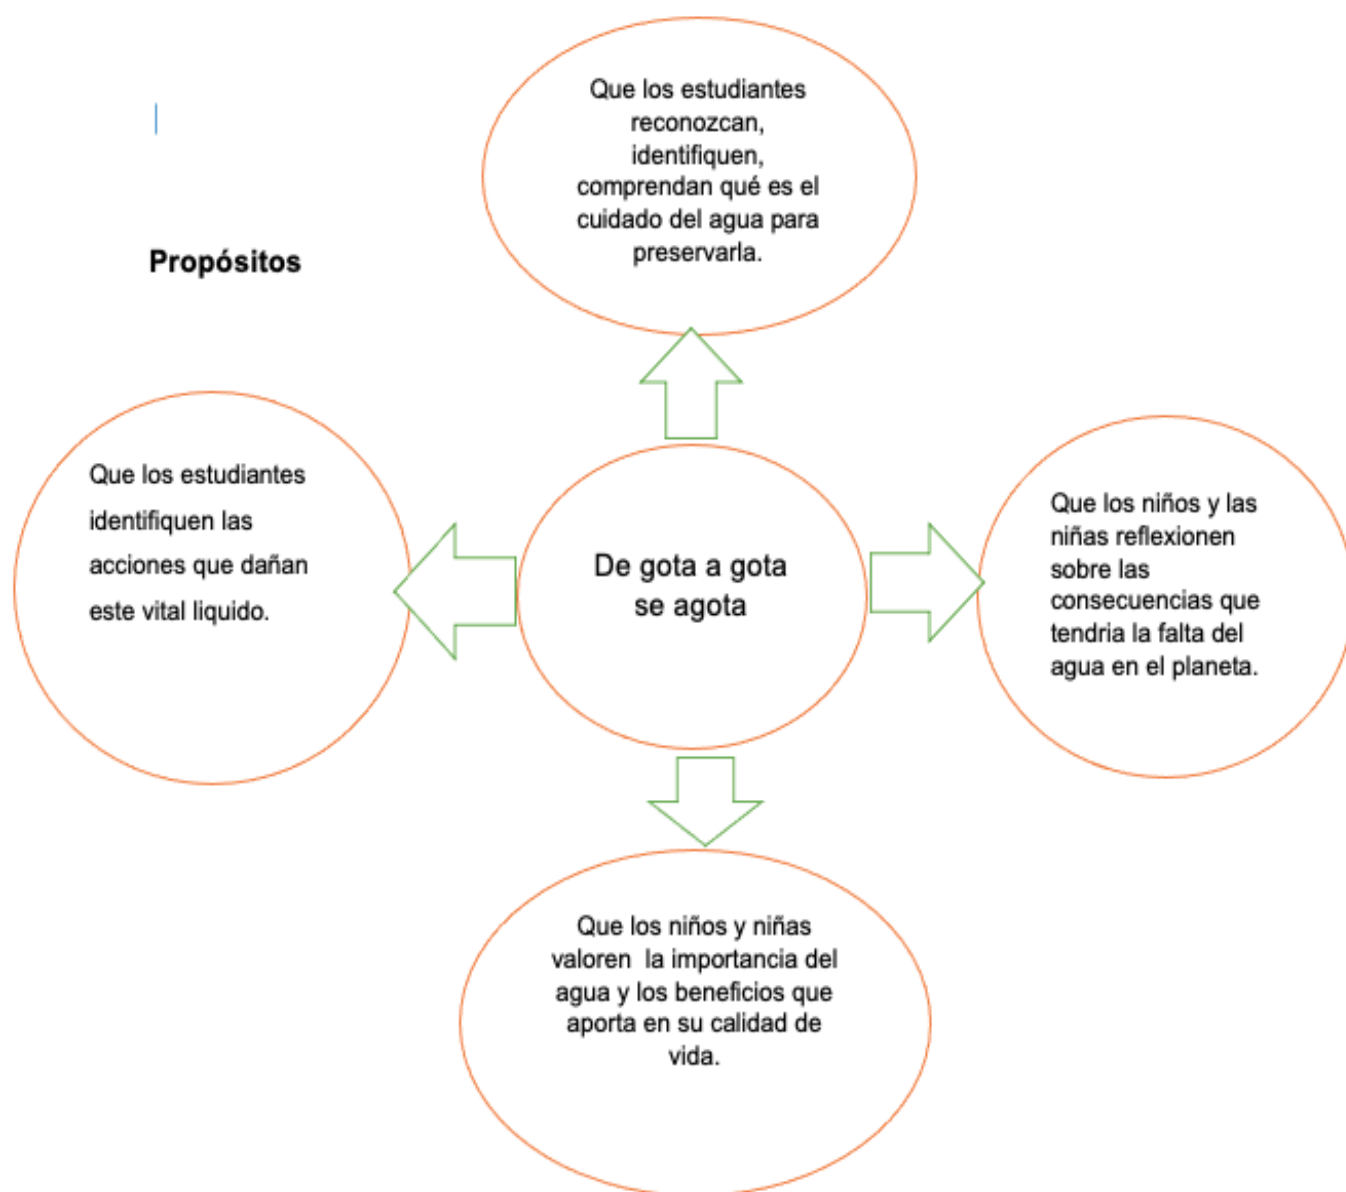 Que los estudiantes
reconozcan,
identifiquen,
comprendan qué es el
cuidado del agua para
preservarla.
Propósitos
Que los estudiantes
identifiquen las
acciones que dañan
este vital liquido.
De gota a gota
se agota
Que los niños y las
niñas reflexionen
sobre las
consecuencias que
tendria la falta del
agua en el planeta.
Que los niños y niñas
valoren la importancia del
agua y los beneficios que
aporta en su calidad de
vida.